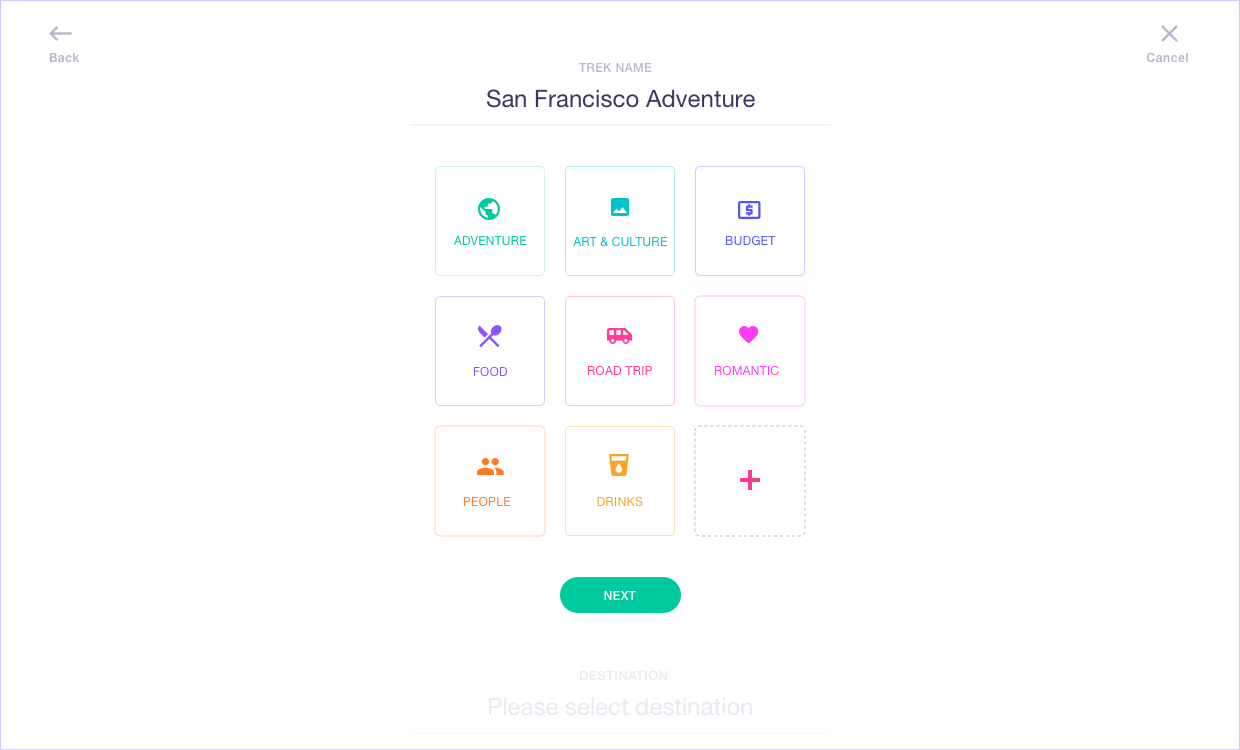 Back
Cancel
TREK NAME
San Francisco Adventure
ADVENTURE
ART & CULTURE
BUDGET
FOOD
ROAD TRIP
ROMANTIC
PEOPLE
DRINKS
NEXT
DESTINATION
Please select destination